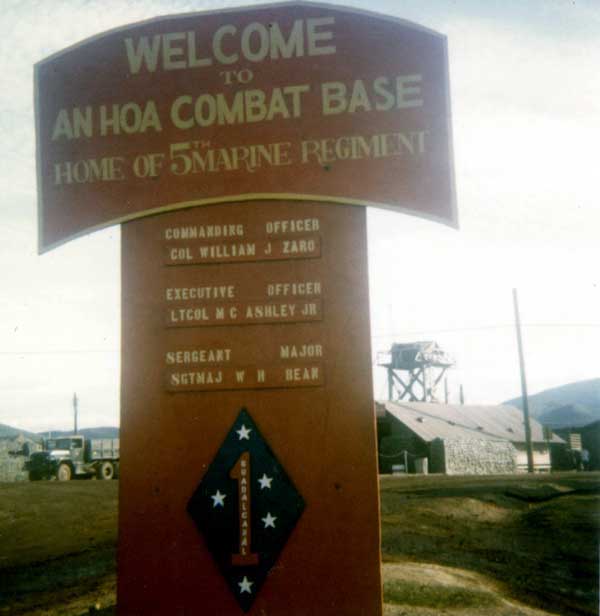 WELCOME
TO
AN HOA COMBAT BASE
HOME OF 5TH MARINE REGIMENT
COMMANDING OFFICER
COL WILLIAM J ZARO
EXECUTIVE OFFICER
LTCOL M C ASHLEY JR
SERGEANT MAJOR
SGTMAJ W H BEAN
1
GUADALCANAL